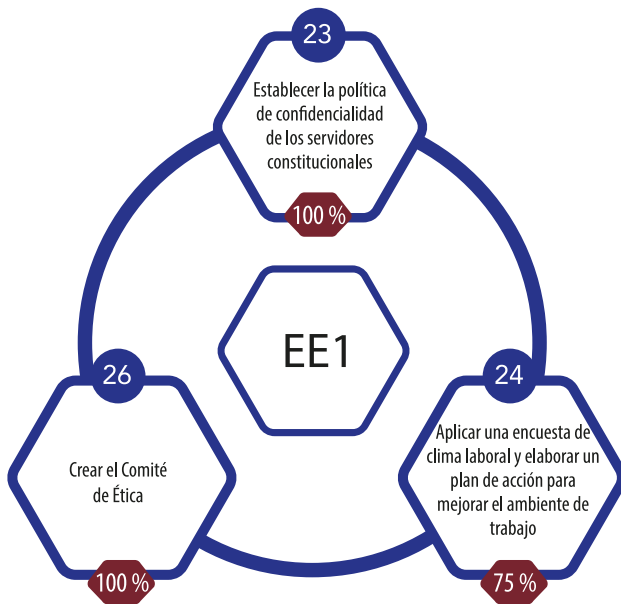 23
Establecer la política
de confidencialidad
de los servidores
constitucionales
100 %
EE1
26
Crear el Comité
de Ética
100 %
24
Aplicar una encuesta de
clima laboral y elaborar un
plan de acción para
mejorar el ambiente de
trabajo
75 %